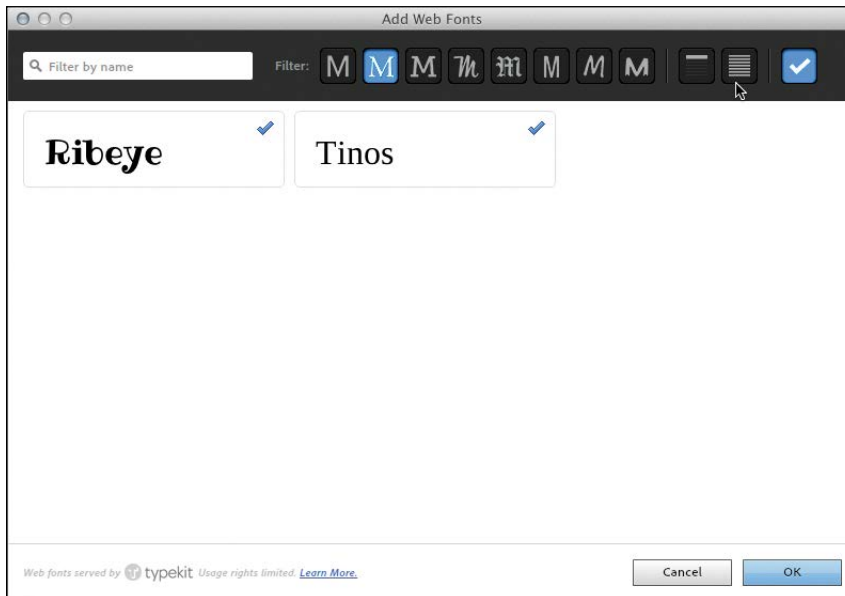 Add Web Fonts
Filter by name
Filter: M M M M M M M M
Ribeye
Tinos
Web fonts served by typekit Usage rights limited. Learn More.
Cancel
OK